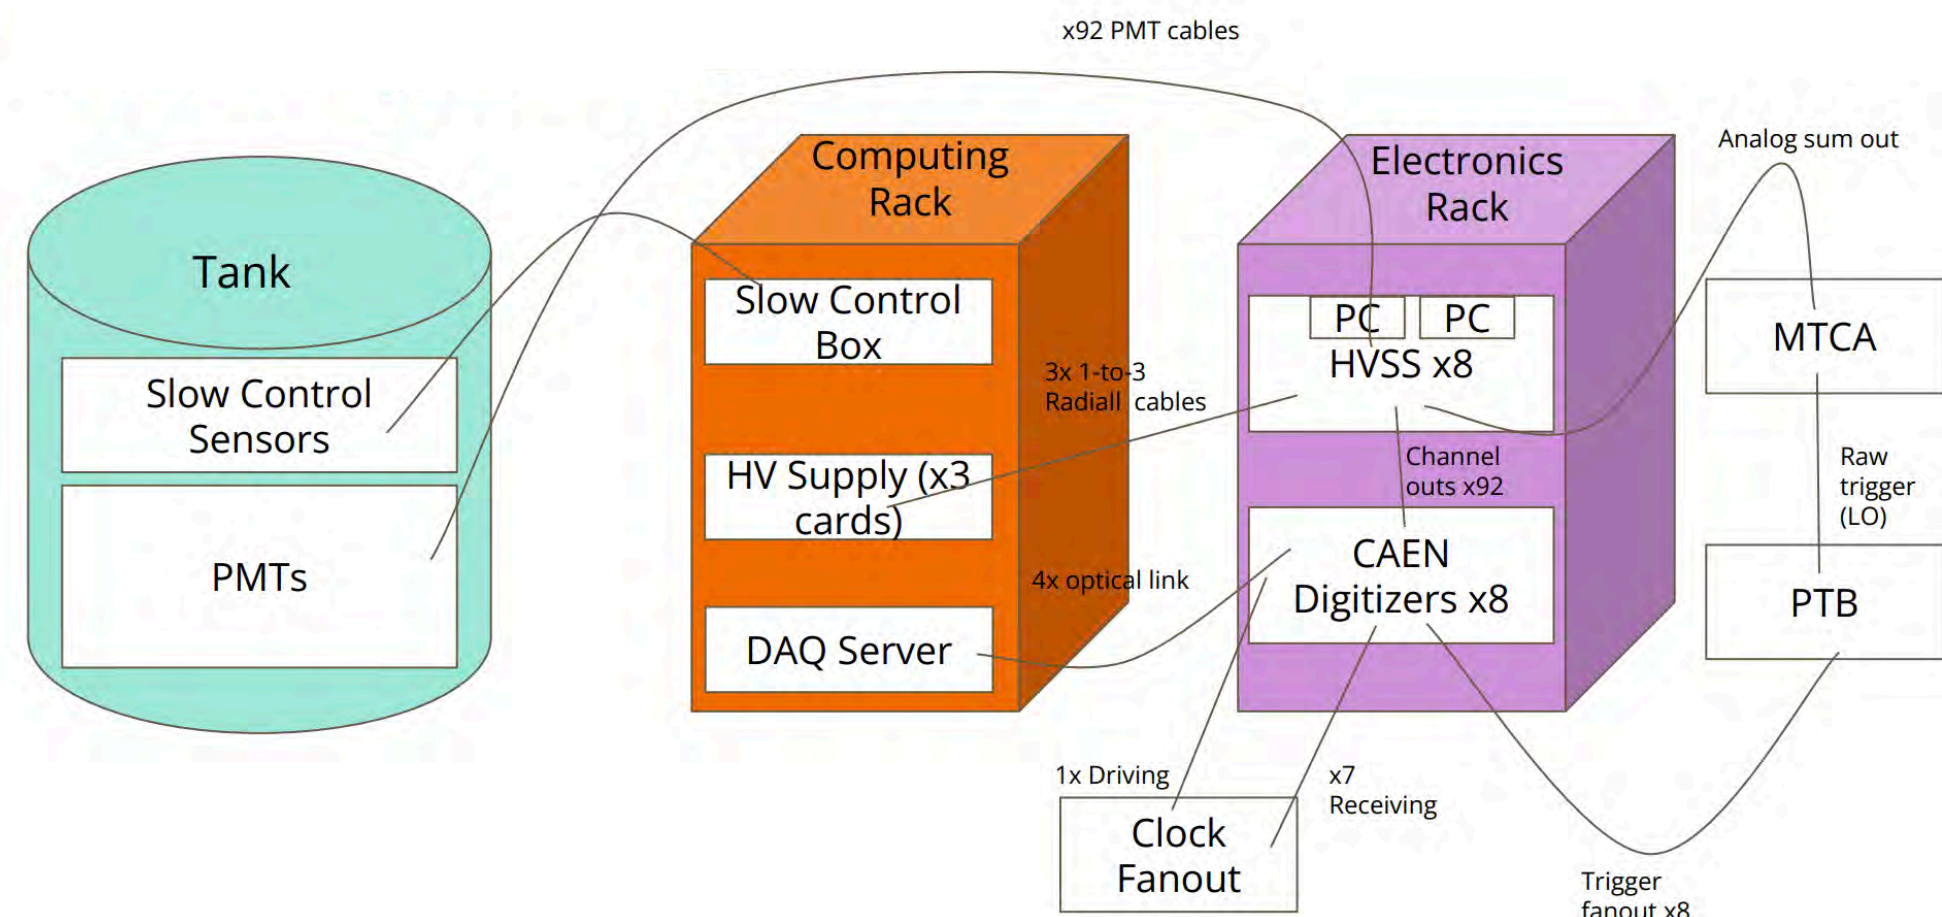 x92 PMT cables
Analog sum out
Tank
Slow Control
Sensors
PMTs
Computing
Rack
Slow Control
Box
HV Supply (x3
cards)
DAQ Server
3x 1-to-3
Radiall cables
4x optical link
Electronics
Rack
PC
PC
HVSS x8
Channel
outs x92
CAEN
Digitizers x8
MTCA
Raw
trigger
(LO)
PTB
1x Driving
x7
Receiving
Clock
Fanout
Trigger
fanout x8